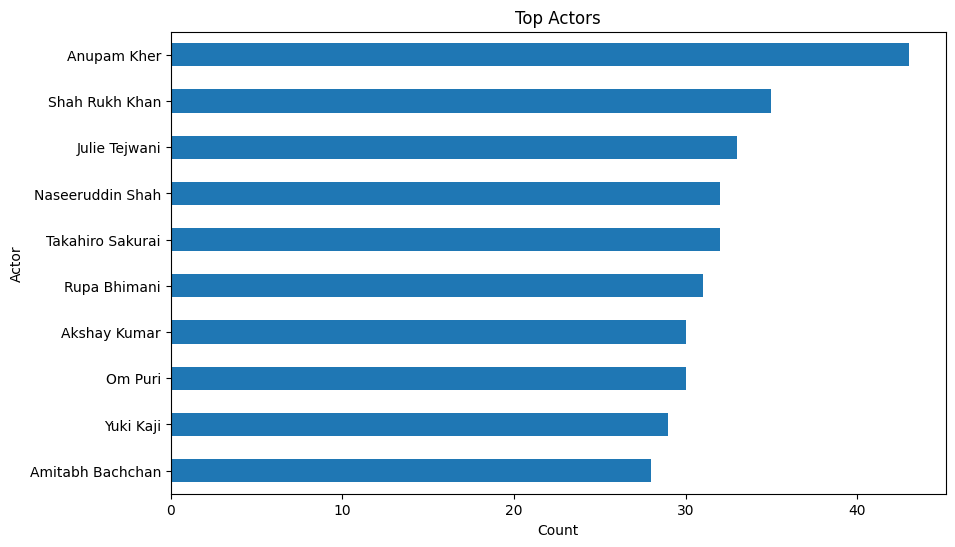 Top Actors
Anupam Kher
Shah Rukh Khan
Julie Tejwani
Naseeruddin Shah
Takahiro Sakurai
Rupa Bhimani
Akshay Kumar
Om Puri
Yuki Kaji
Amitabh Bachchan
Actor
0 10 20 30 40
Count